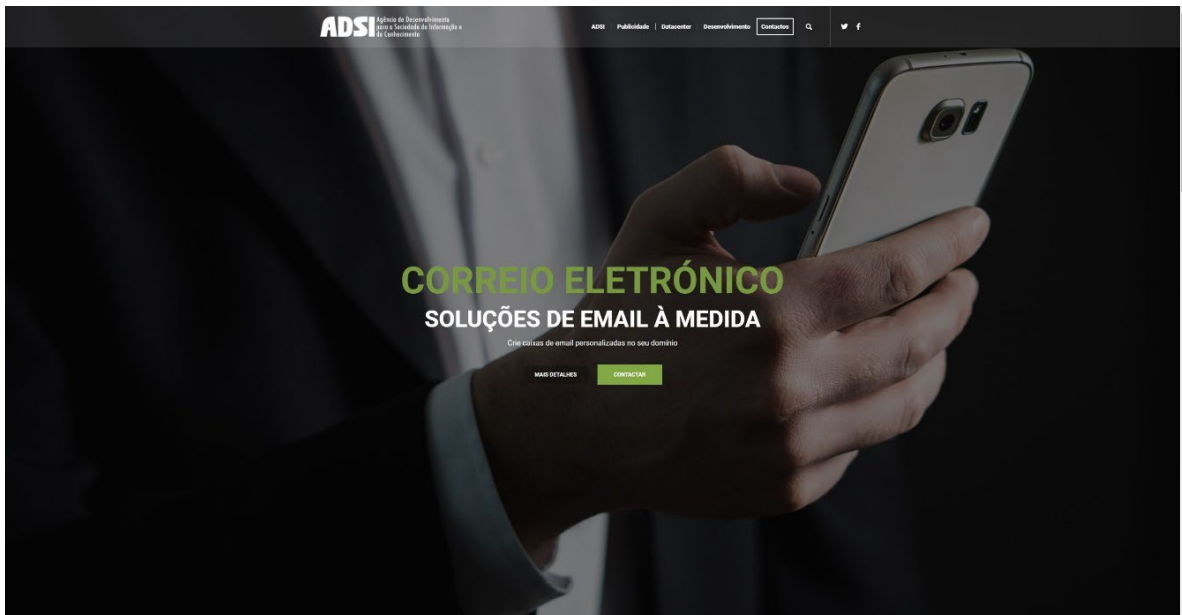 ADSI
Agência de Desenvolvimento
para a Sociedade da Informação e
do Conhecimento
ADSI
Publicidade
Datacenter
Desenvolvimento
Contactos
CORREIO ELETRÓNICO
SOLUÇÕES DE EMAIL À MEDIDA
Crie caixas de email personalizadas no seu domínio
MAIS DETALHES
CONTACTAR